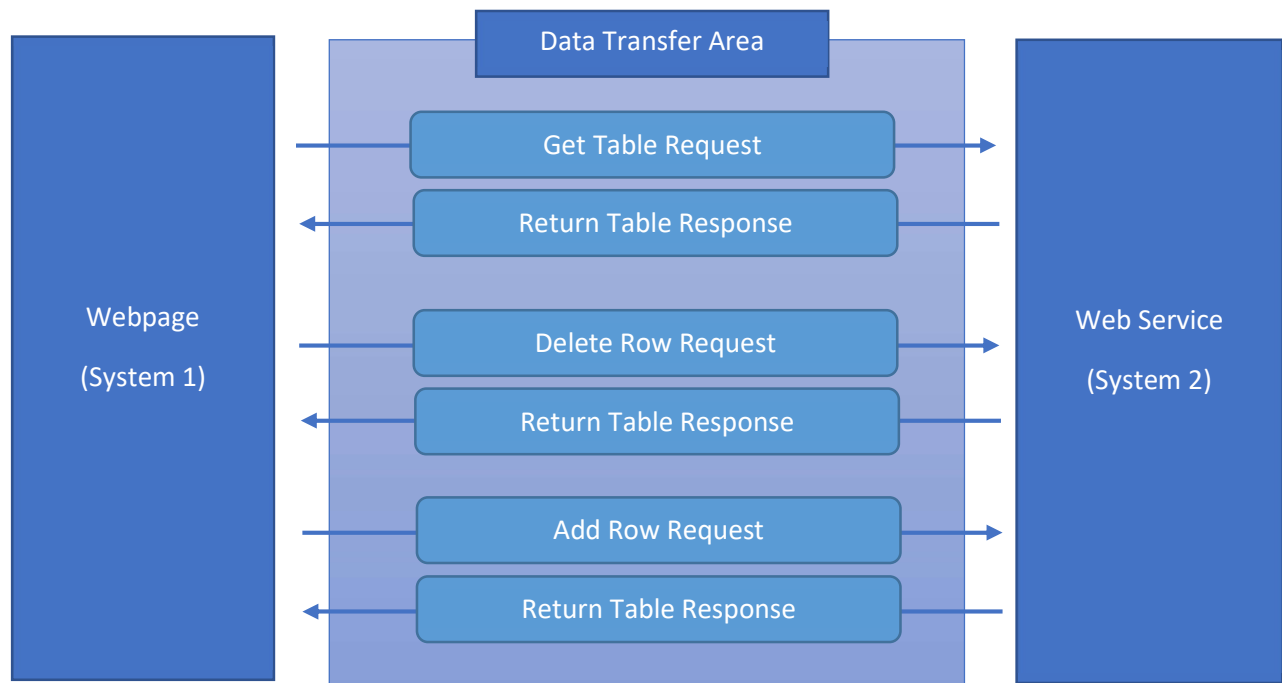 Data Transfer Area
Get Table Request
Return Table Response
Webpage
(System 1)
Delete Row Request
Return Table Response
Web Service
(System 2)
Add Row Request
Return Table Response